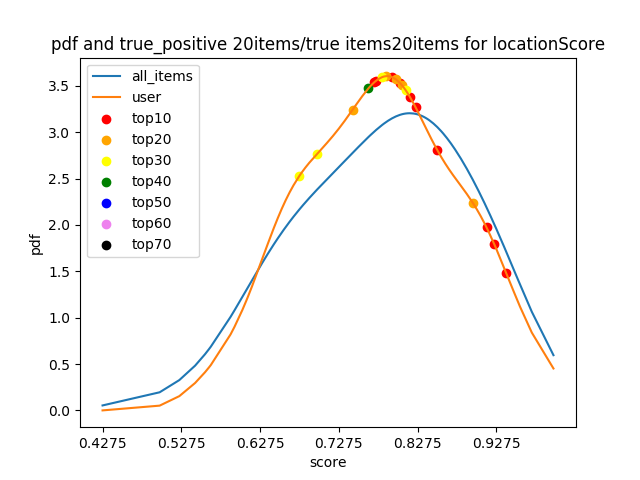 pdf and true_positive 20items/true items20items for locationScore
all_items
user
top10
top20
top30
top40
top50
top60
top70
pdf
3.5
3.0
2.5
2.0
1.5
1.0
0.5
0.0
0.4275 0.5275 0.6275 0.7275 0.8275 0.9275
score